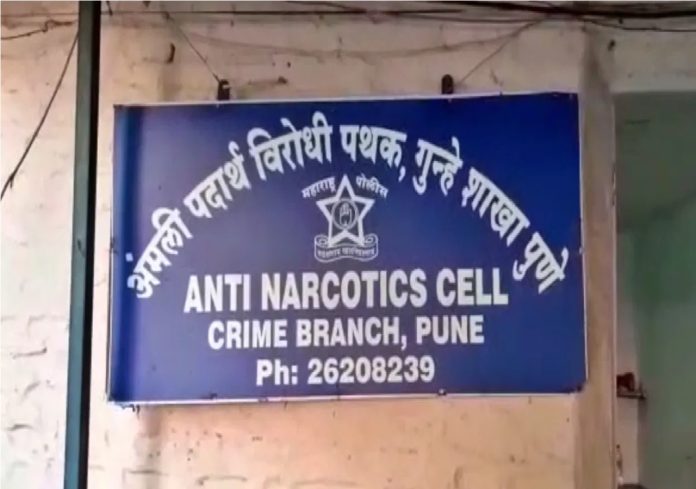 अंमली पदार्थ विरोधी पथक, गुन्हे शाखा पुणे
महाराष्ट्र पोलीस
ANTI NARCOTICS CELL
CRIME BRANCH, PUNE
Ph: 26208239